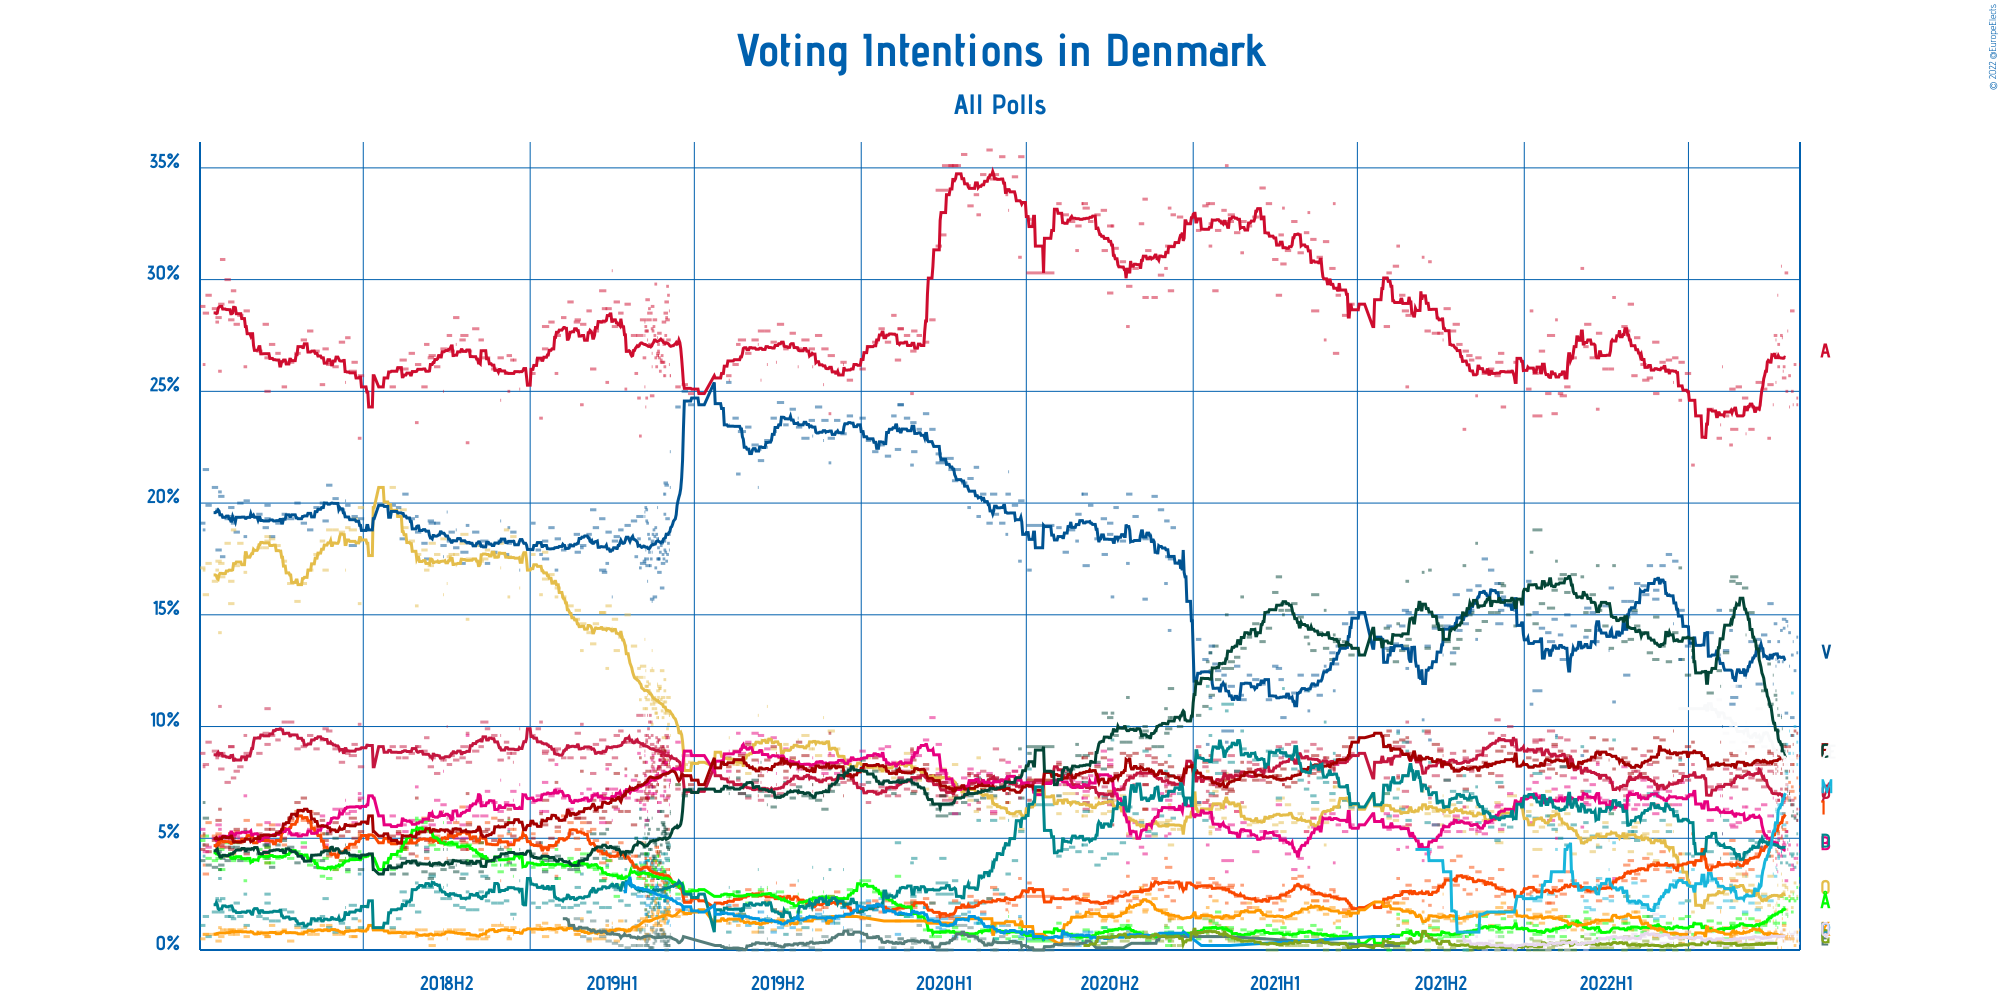 © 2022 @EuropeElects
Voting Intentions in Denmark
All Polls
35%
30%
25%
20%
15%
10%
5%
0%
A
V
F
M
I
B
O
Å
2018H2
2019H1
2019H2
2020H1
2020H2
2021H1
2021H2
2022H1